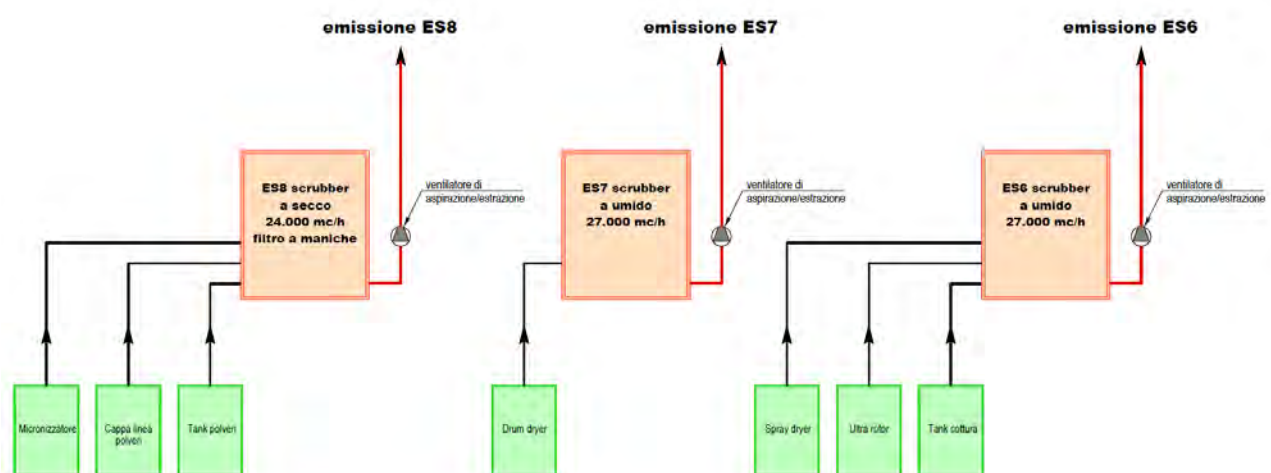 emissione ES8
emissione ES7
emissione ES6
ES8 scrubber
a secco
24.000 mc/h
filtro a maniche
ventilatore di
aspirazione/estrazione
ES7 scrubber
a umido
27.000 mc/h
ventilatore di
aspirazione/estrazione
ES6 scrubber
a umido
27.000 mc/h
ventilatore di
aspirazione/estrazione
Micronizzatore
Cappa linea
polveri
Tank polveri
Drum dryer
Spray dryer
Ultra rotor
Tank cottura